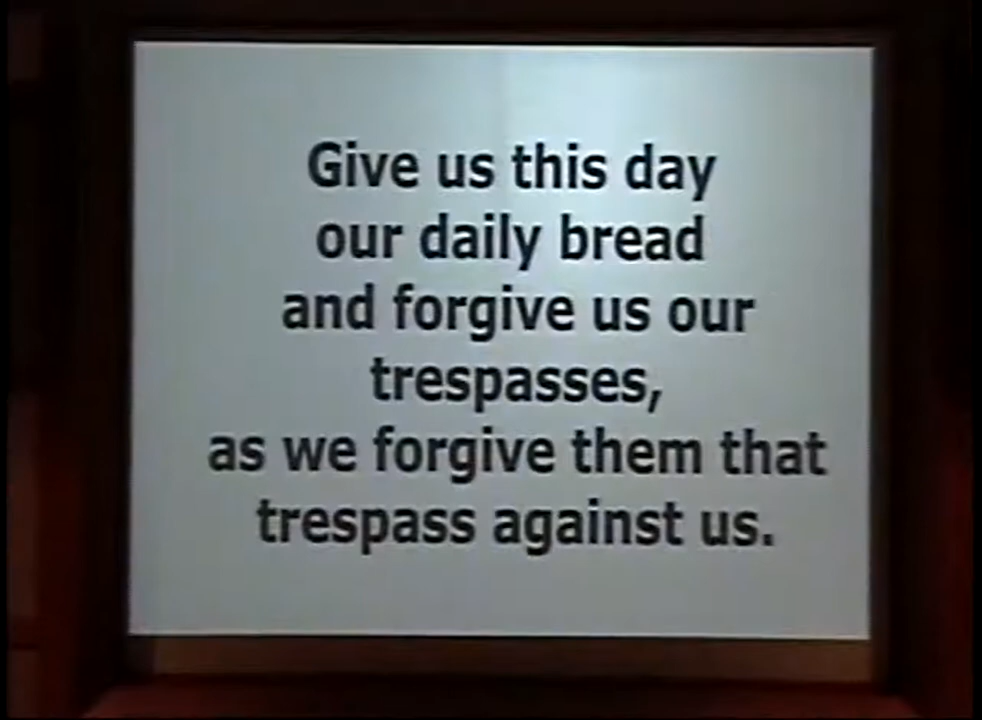 Give us this day
our daily bread
and forgive us our
trespasses,
as we forgive them that
trespass against us.